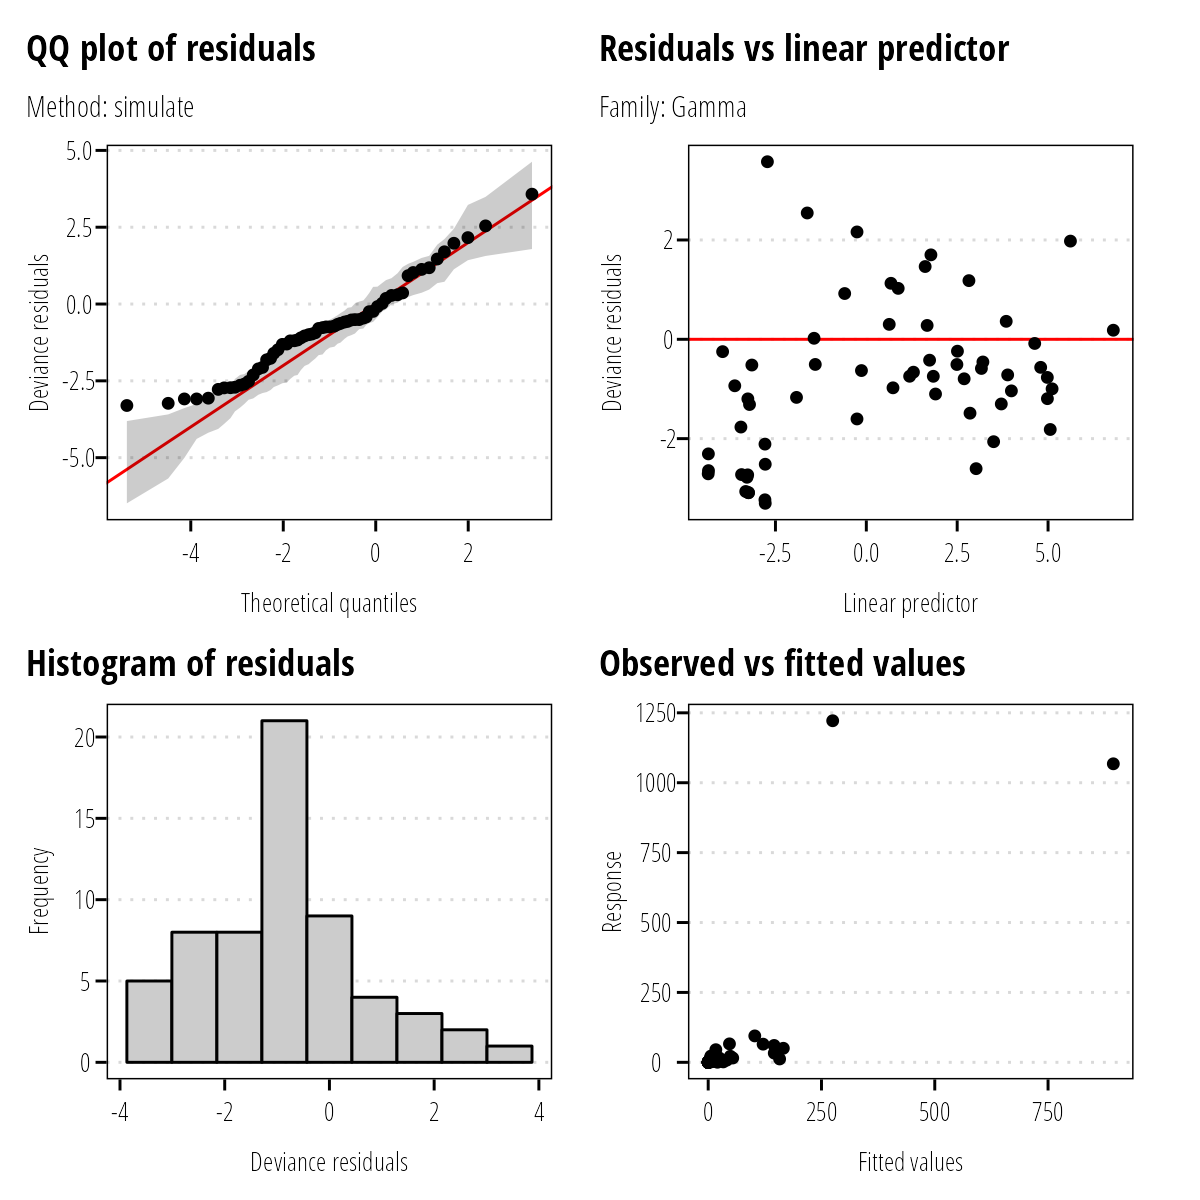 QQ plot of residuals
Method: simulate
Deviance residuals
5.0
2.5
0.0
-2.5
-5.0
-4 -2 0 2
Theoretical quantiles
Residuals vs linear predictor
Family: Gamma
Deviance residuals
2
0
-2
-2.5 0.0 2.5 5.0
Linear predictor
Histogram of residuals
Frequency
20
15
10
5
0
-4 -2 0 2 4
Deviance residuals
Observed vs fitted values
Response
1250
1000
750
500
250
0
0 250 500 750
Fitted values